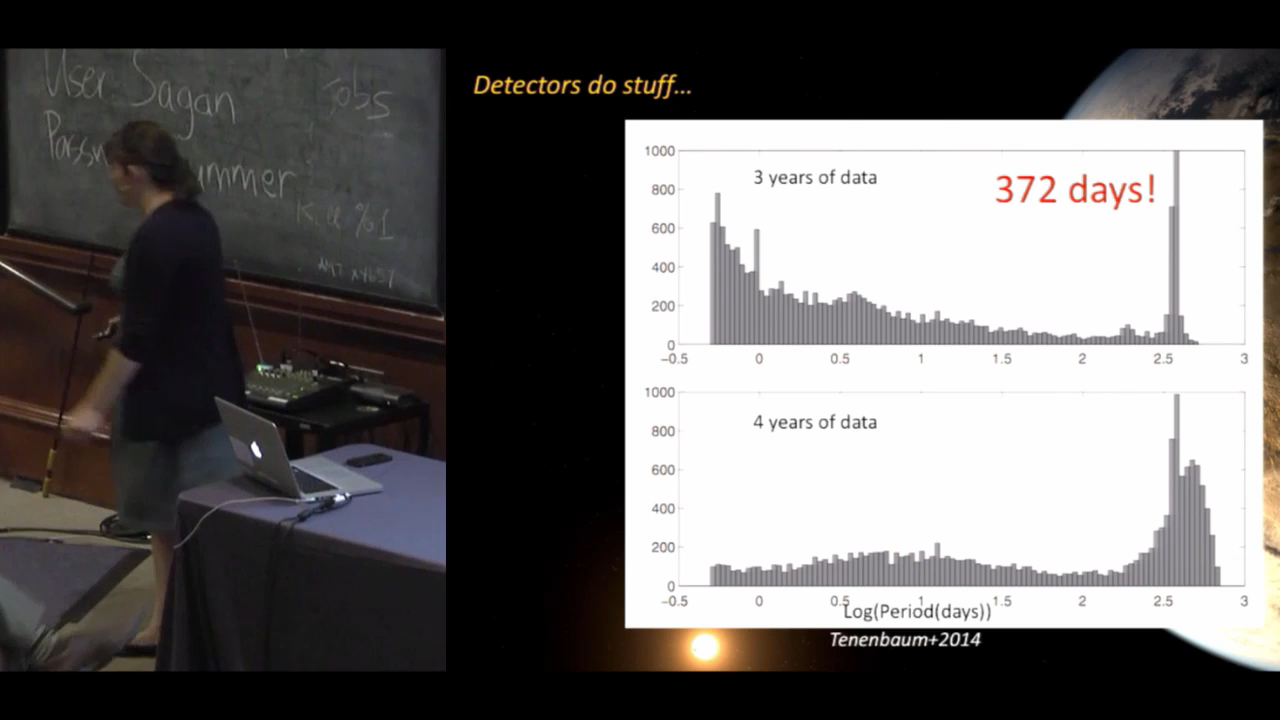 User Sagan
Jobs
ummer
Detectors do stuff...
1000
800
600
400
200
0
3 years of data
372 days!
−0.5 0 0.5 1 1.5 2 2.5 3
1000
800
600
400
200
0
4 years of data
−0.5 0 0.5 1 1.5 2 2.5 3
Log(Period(days))
Tenenbaum+2014